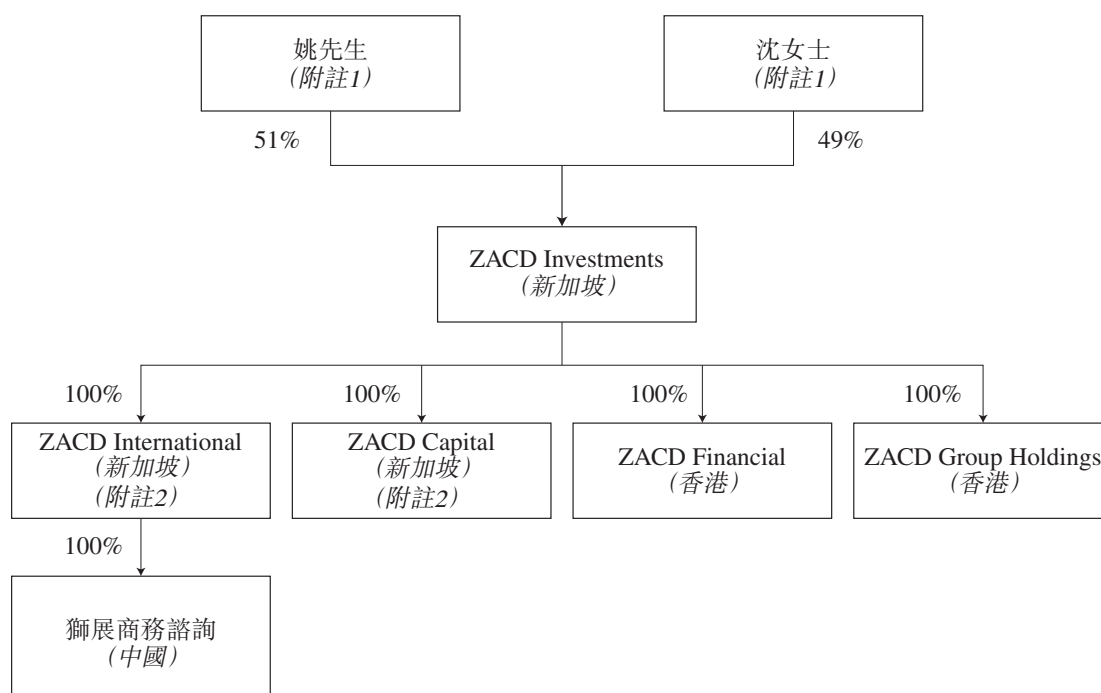 姚先生
(附註1)
沈女士
(附註1)
51%
49%
ZACD Investments
(新加坡)
100%
100%
100%
100%
ZACD International
(新加坡)
(附註2)
ZACD Capital
(新加坡)
(附註2)
ZACD Financial
(香港)
ZACD Group Holdings
(香港)
100%
獅展商務諮詢
(中國)